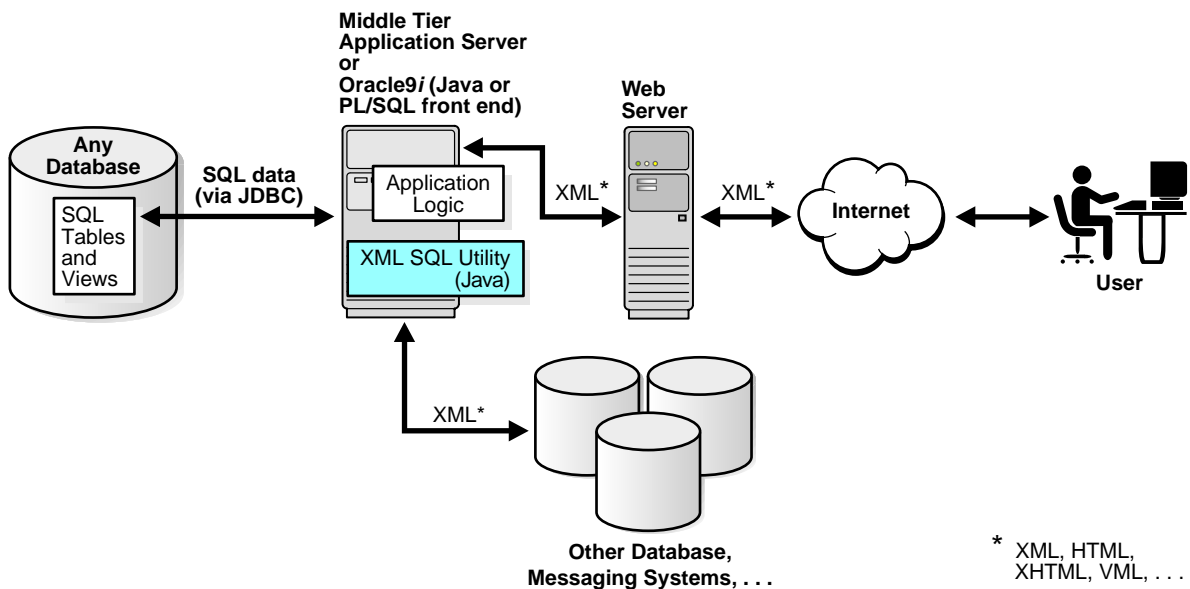 Middle Tier
Application Server
or
Oracle9i (Java or
PL/SQL front end)
Web
Server
Any
Database
SQL data
(via JDBC)
SQL
Tables
and
Views
Application
Logic
XML SQL Utility
(Java)
XML*
XML*
Internet
User
XML*
Other Database,
Messaging Systems, . . .
* XML, HTML,
XHTML, VML, . . .